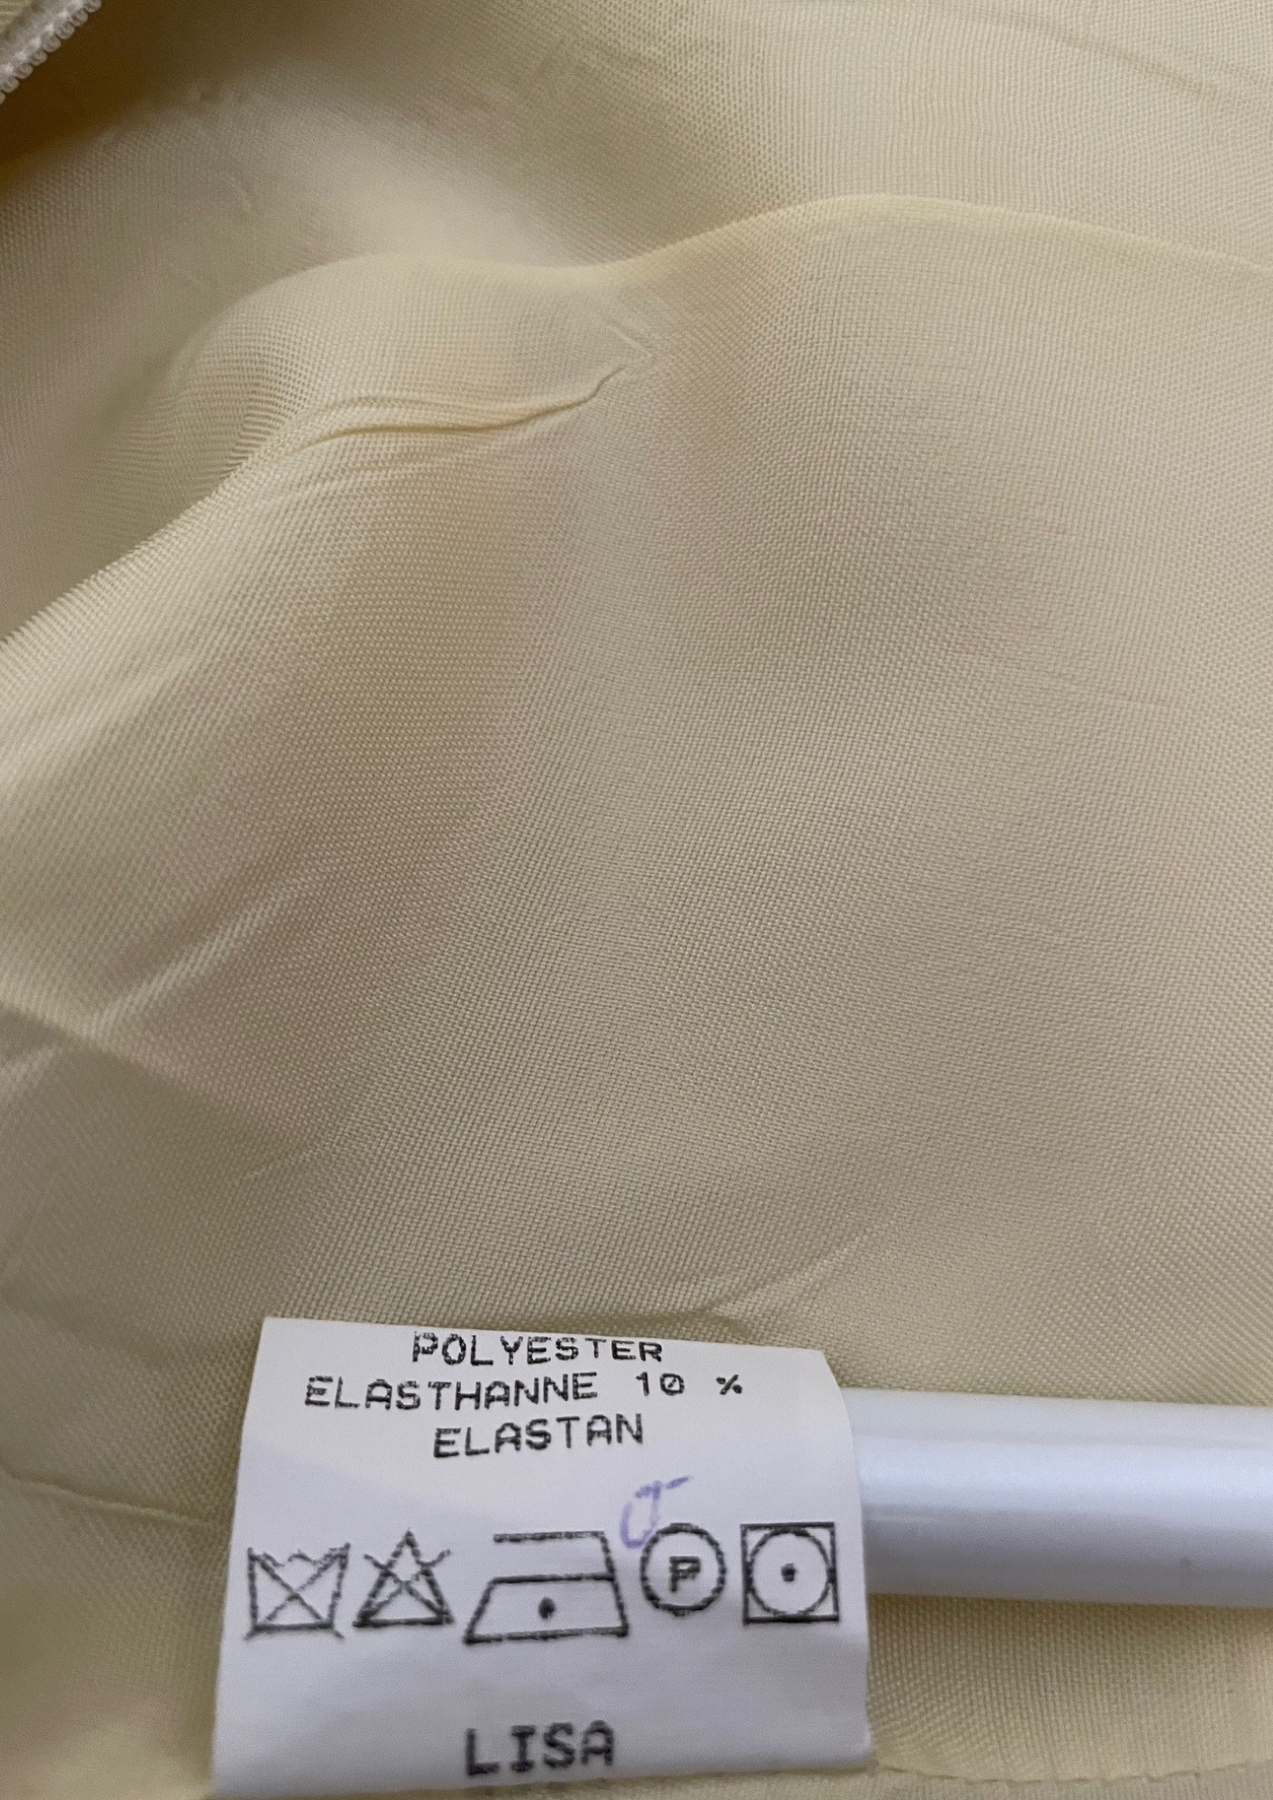 POLYESTER
ELASTHANNE 10 %
ELASTAN
P
LISA